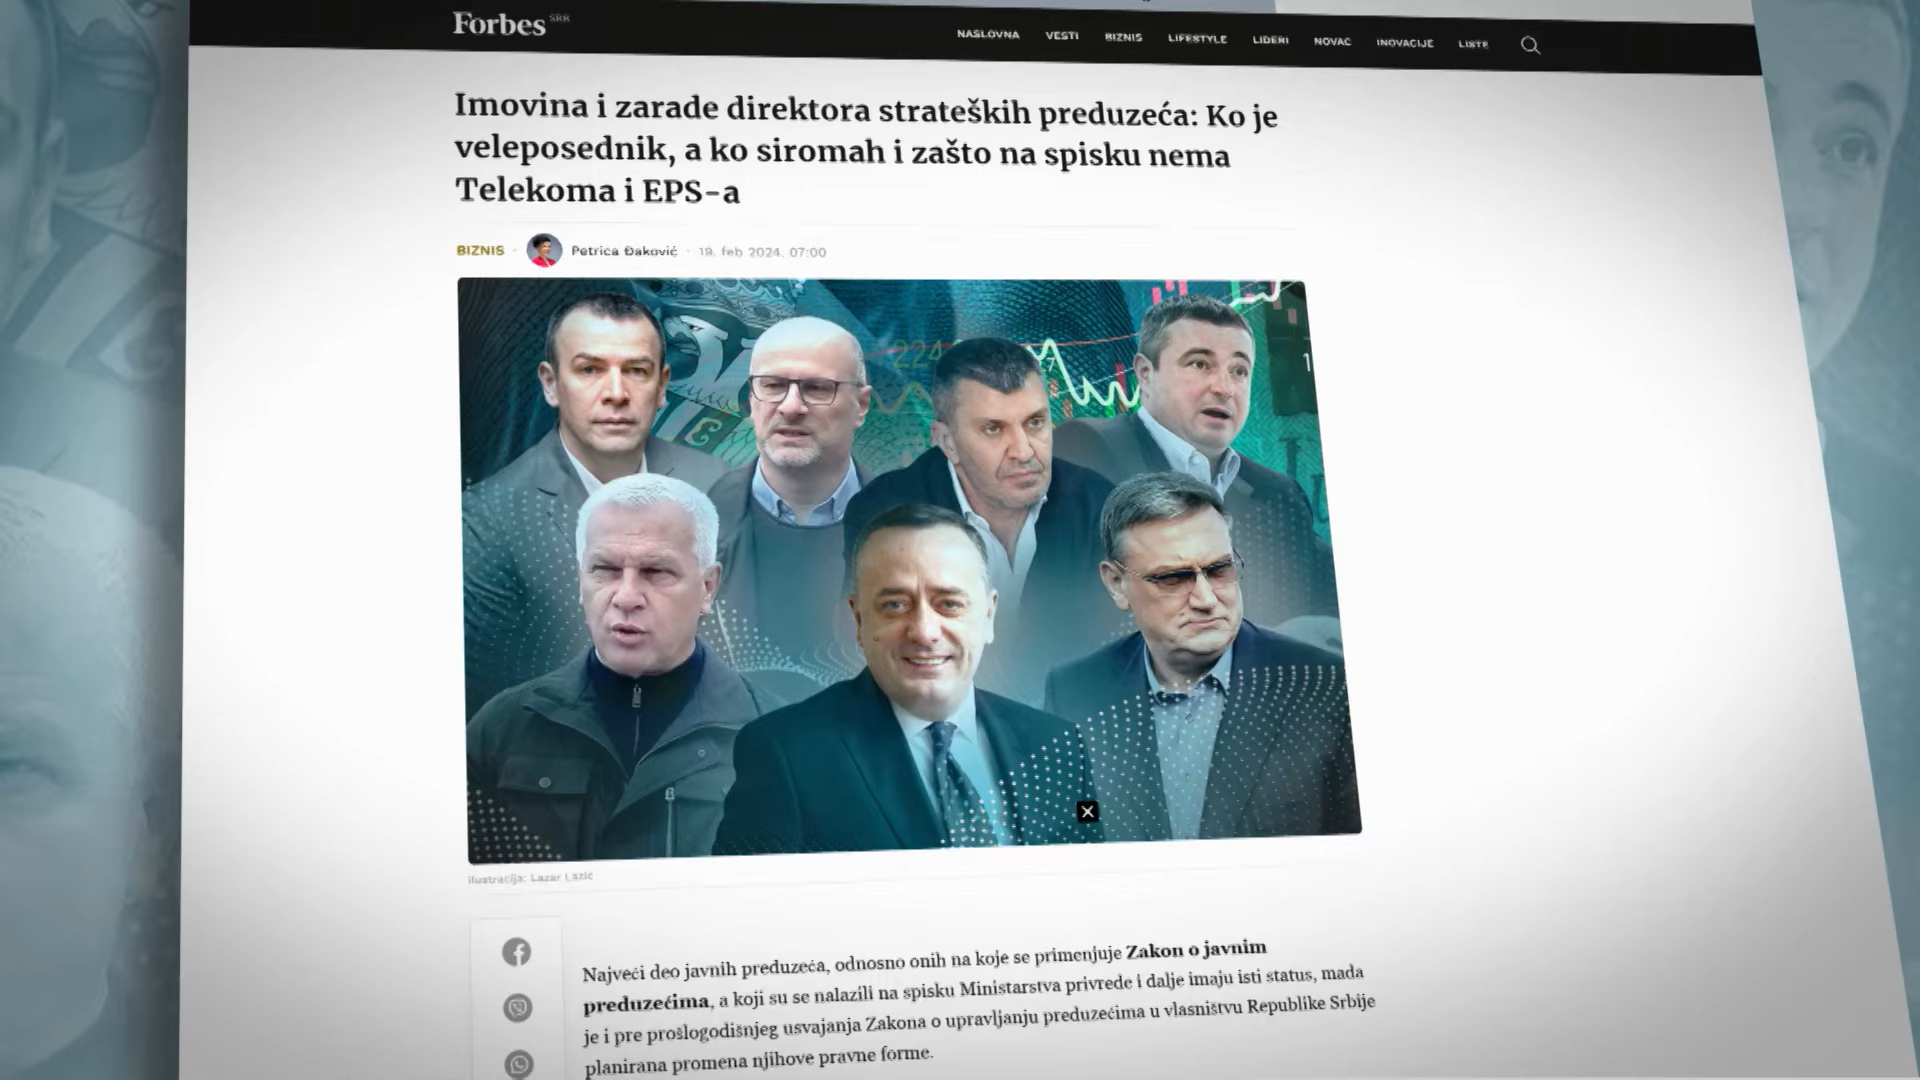 Forbes SRB
NASLOVNA VESTI BIZNIS LIFESTYLE LIDERI NOVAC INOVACIJE LISTE
Imovina i zarade direktora strateških preduzeća: Ko je
veleposednik, a ko siromah i zašto na spisku nema
Telekoma i EPS-a
BIZNIS · Petrica Đaković · 19. feb 2024. 07:00
224
Ilustracija: Lazar Lazić
Najveći deo javnih preduzeća, odnosno onih na koje se primenjuje Zakon o javnim
preduzećima, a koji su se nalazili na spisku Ministarstva privrede i dalje imaju isti status, mada
je i pre prošlogodišnjeg usvajanja Zakona o upravljanju preduzećima u vlasništvu Republike Srbije
planirana promena njihove pravne forme.